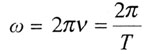 ω = 2πν = 2π/T